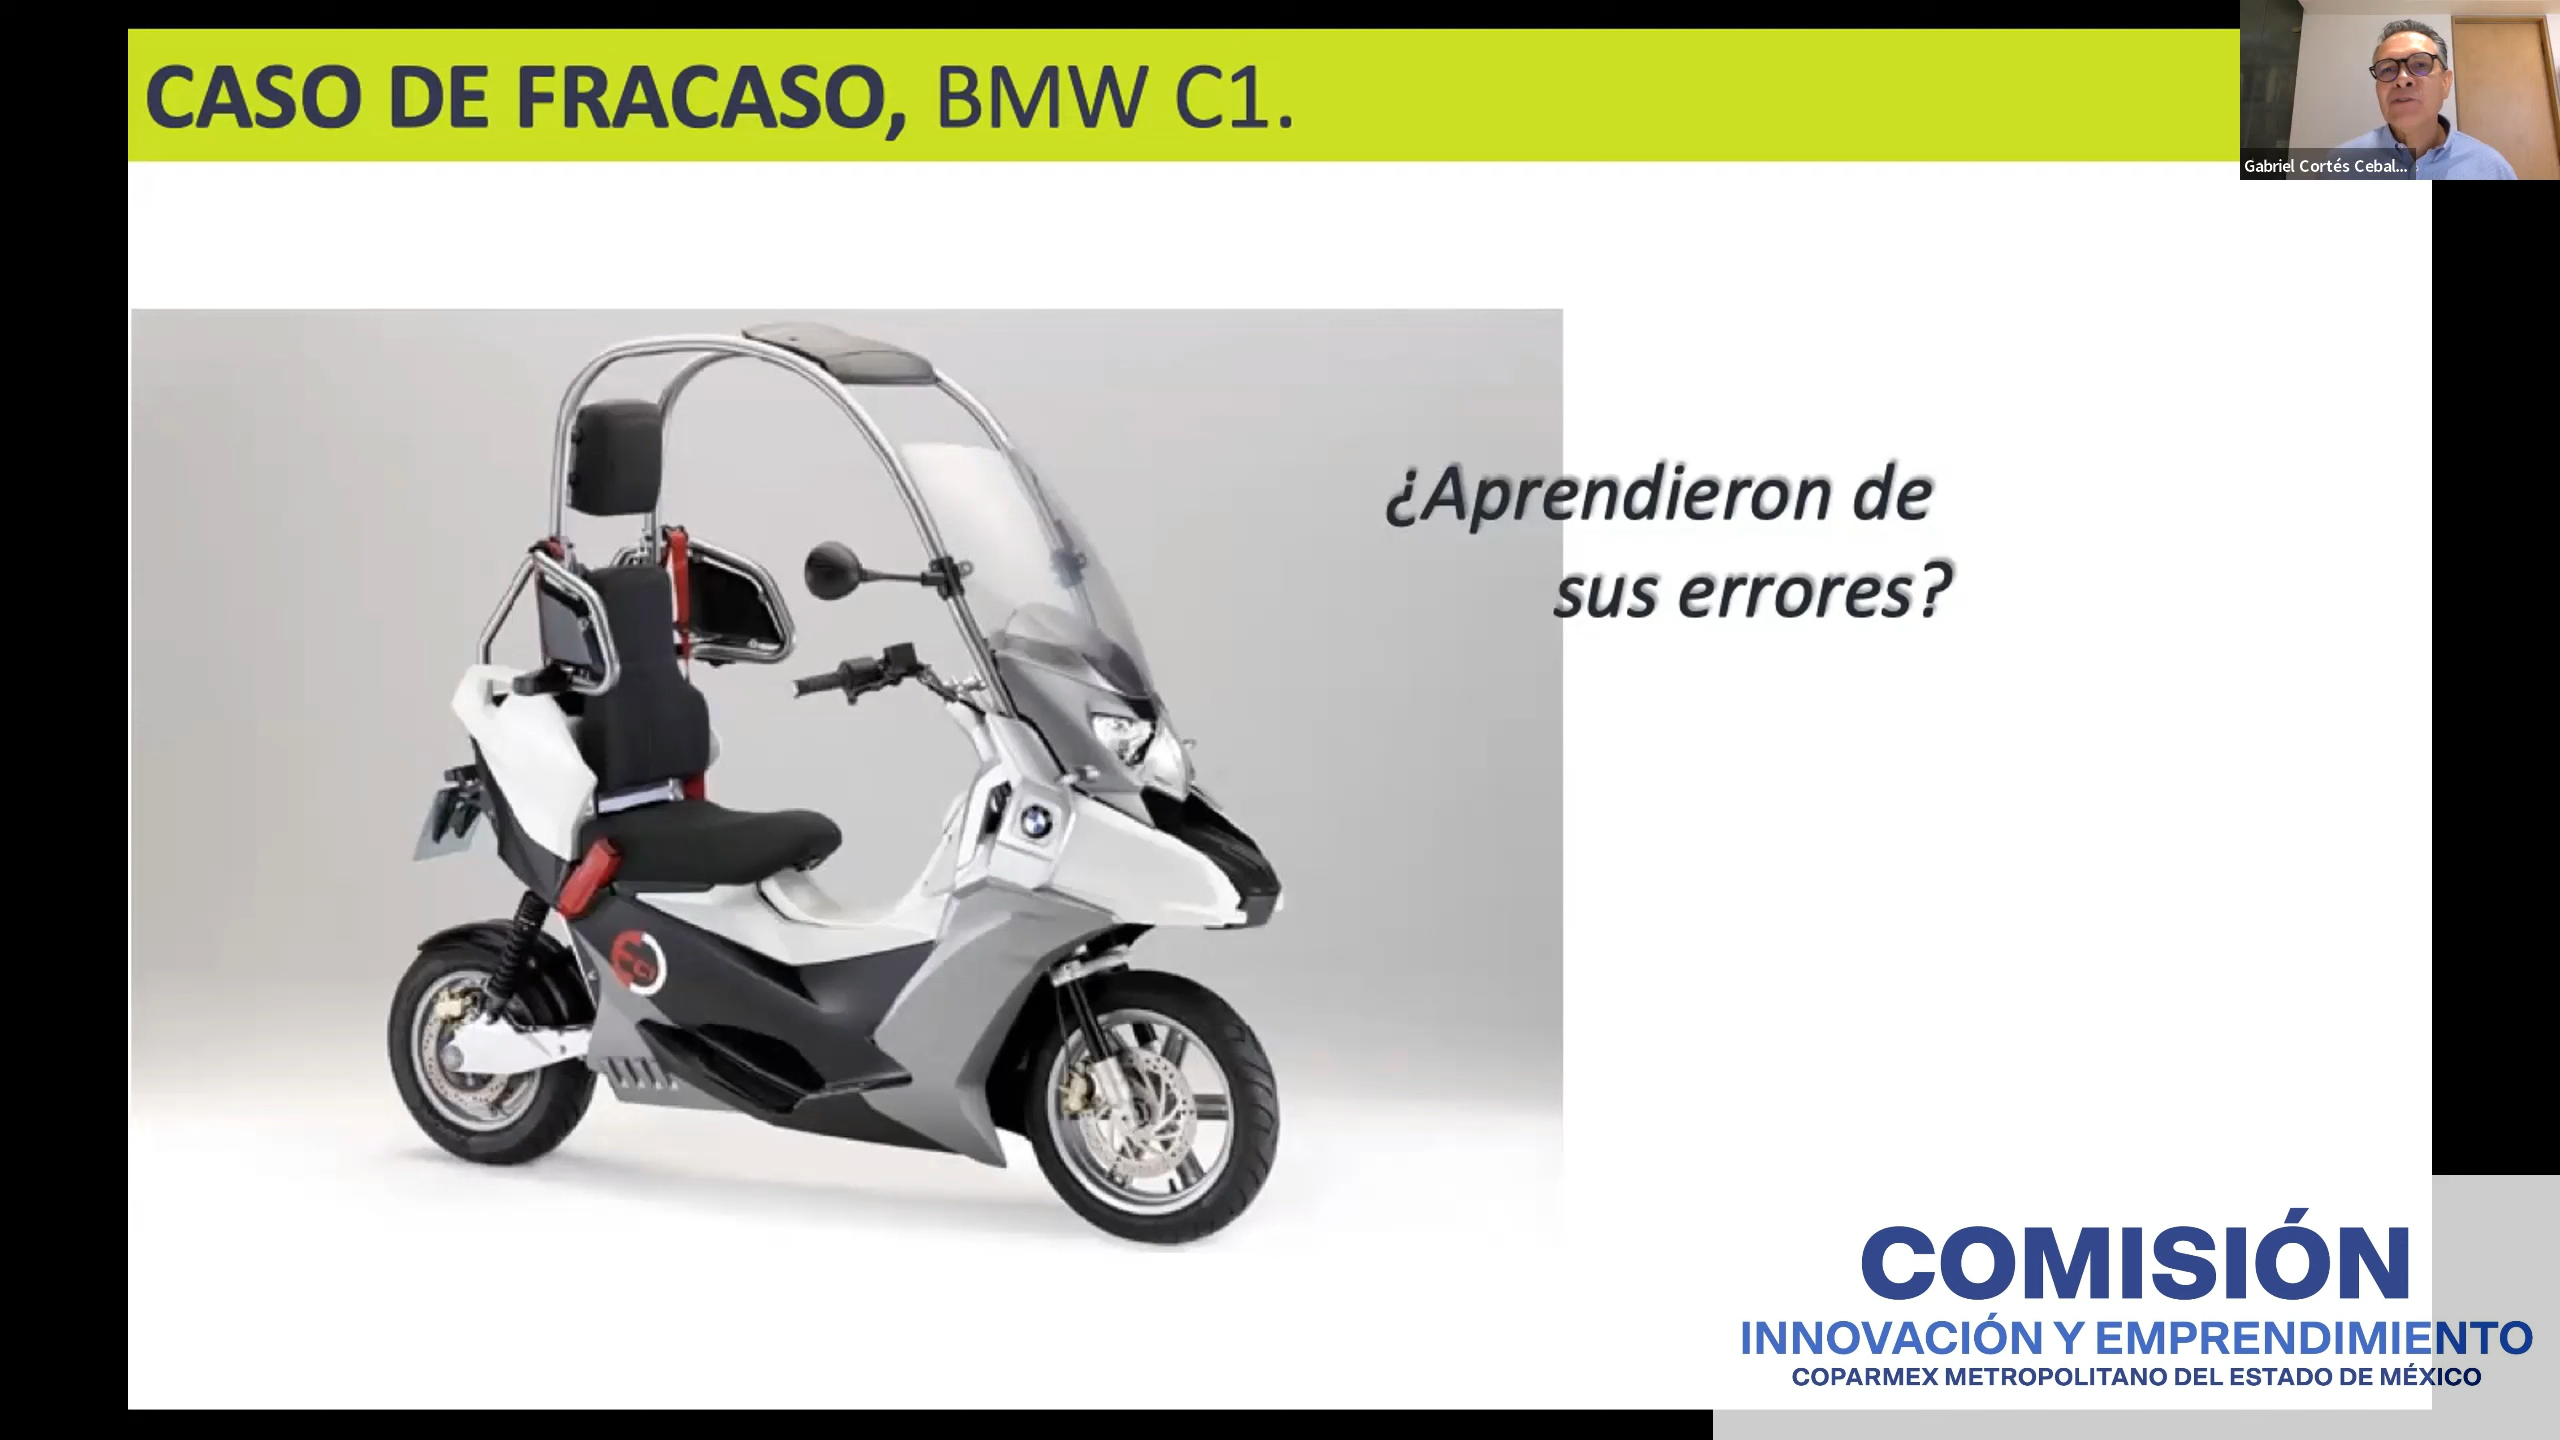 CASO DE FRACASO, BMW C1.
Gabriel Cortés Cebal...
¿Aprendieron de
sus errores?
C1
COMISIÓN
INNOVACIÓN Y EMPRENDIMIENTO
COPARMEX METROPOLITANO DEL ESTADO DE MÉXICO